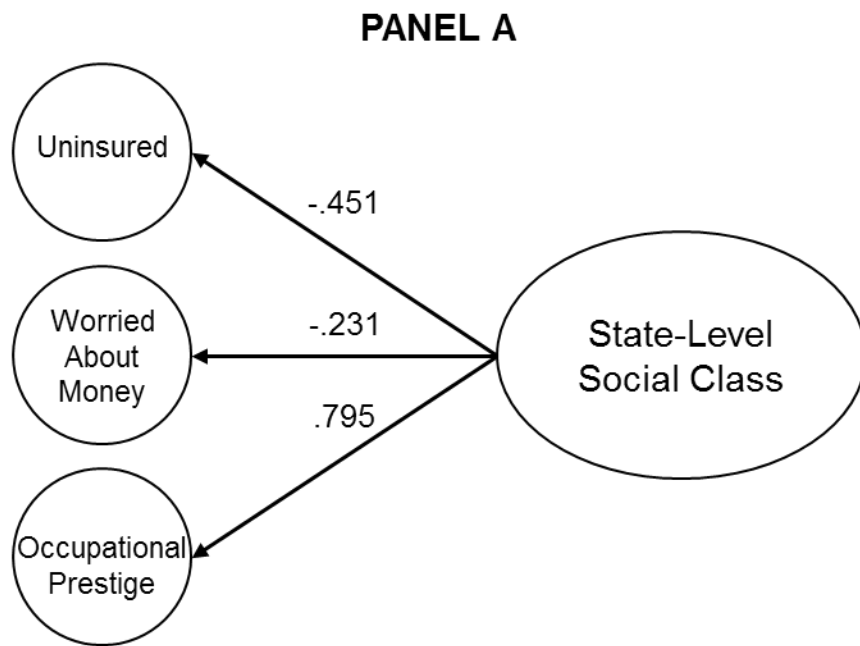 PANEL A
Uninsured
-.451
Worried
About
Money
-.231
State-Level
Social Class
.795
Occupational
Prestige